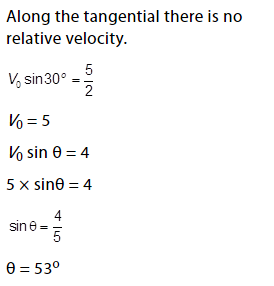 Along the tangential there is no
relative velocity.
V₀ sin30° = 5/2
V₀ = 5
V₀ sin θ = 4
5 × sinθ = 4
sin θ = 4/5
θ = 53⁰